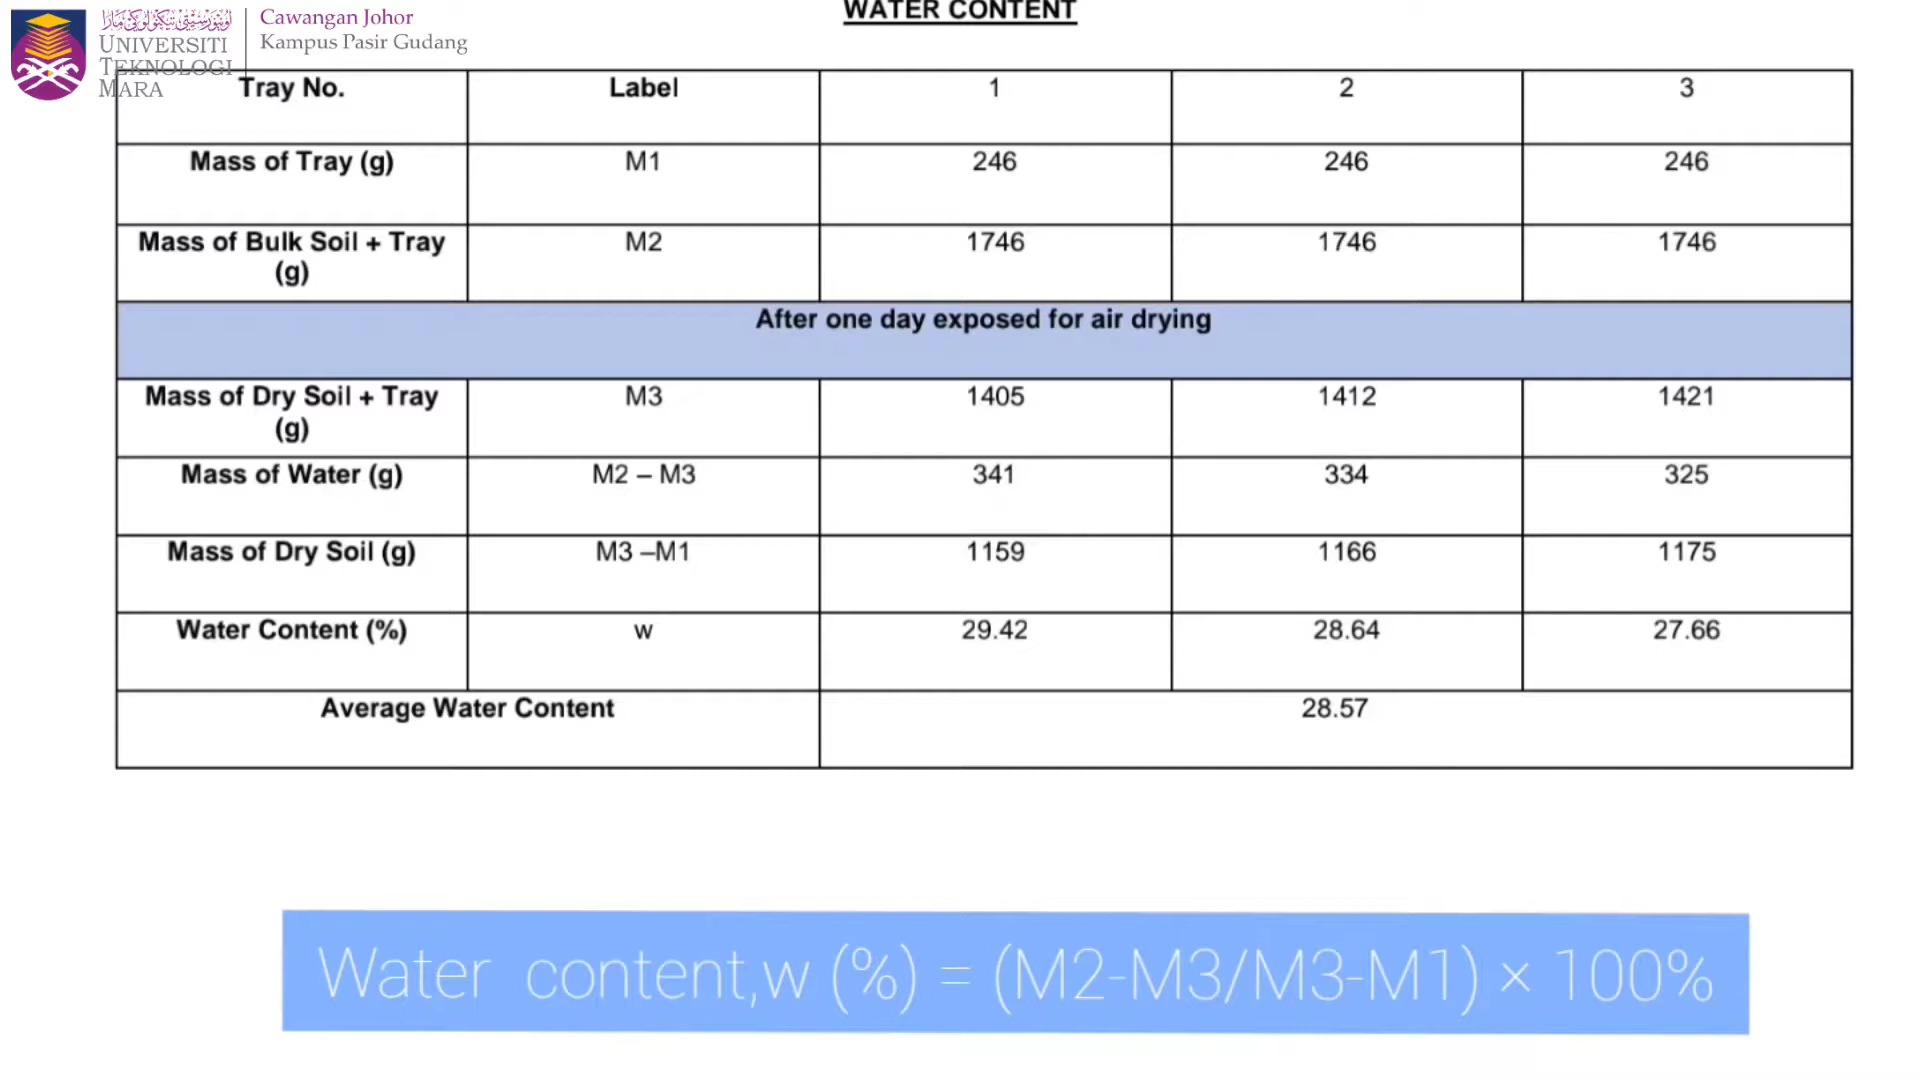 اونيۏرسيتي تيكنولوݢي مارا
UNIVERSITI
TEKNOLOGI
MARA
Cawangan Johor
Kampus Pasir Gudang
WATER CONTENT
Tray No. Label 1 2 3
Mass of Tray (g) M1 246 246 246
Mass of Bulk Soil + Tray M2 1746 1746 1746
(g)
After one day exposed for air drying
Mass of Dry Soil + Tray M3 1405 1412 1421
(g)
Mass of Water (g) M2 – M3 341 334 325
Mass of Dry Soil (g) M3 –M1 1159 1166 1175
Water Content (%) w 29.42 28.64 27.66
Average Water Content 28.57
Water content,w (%) = (M2-M3/M3-M1) × 100%